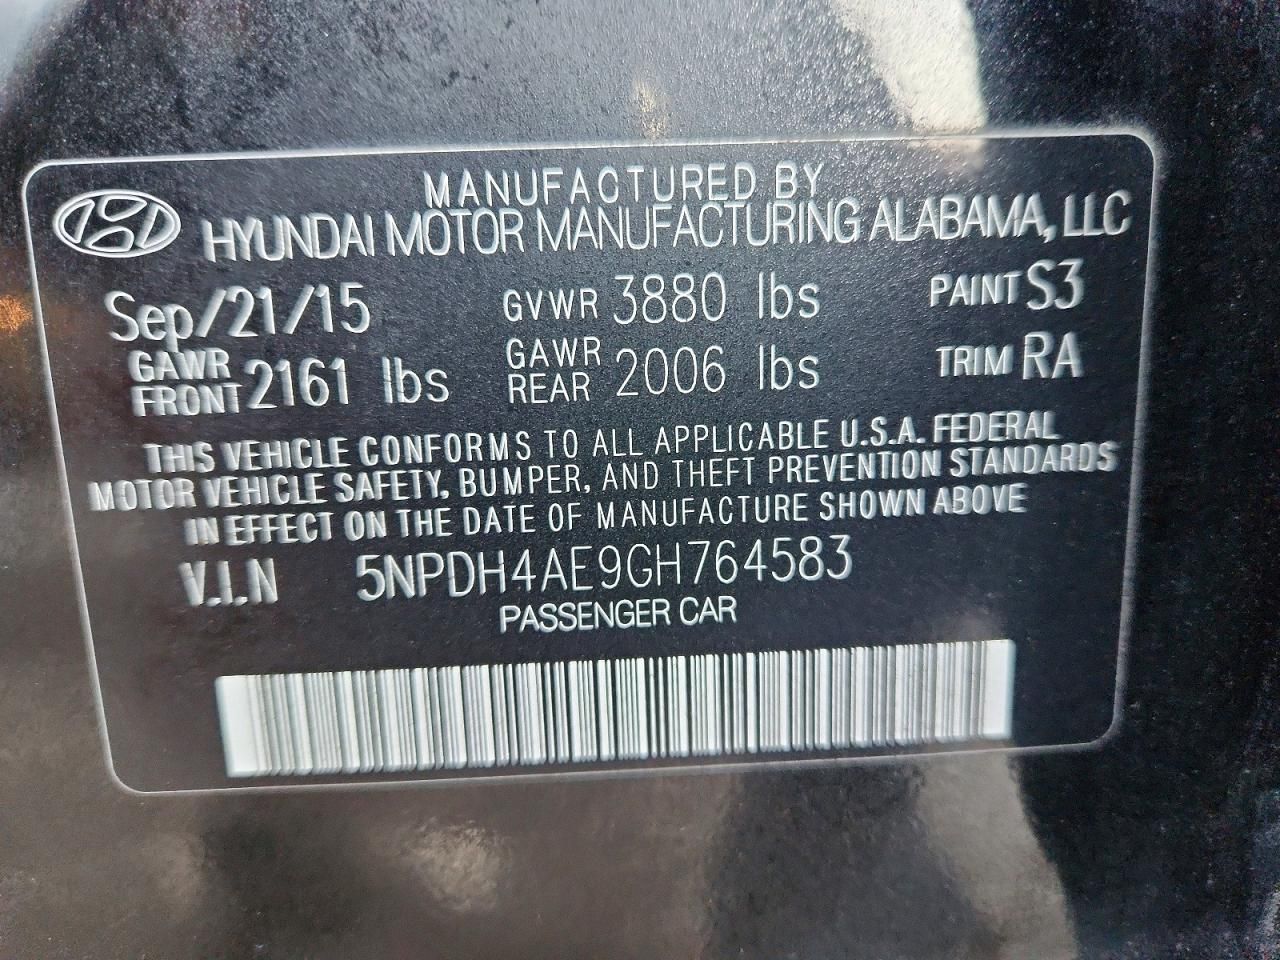 MANUFACTURED BY
HYUNDAI MOTOR MANUFACTURING ALABAMA, LLC
Sep/21/15 GVWR 3880 lbs PAINT S3
GAWR FRONT 2161 lbs GAWR REAR 2006 lbs TRIM RA
THIS VEHICLE CONFORMS TO ALL APPLICABLE U.S.A. FEDERAL
MOTOR VEHICLE SAFETY, BUMPER, AND THEFT PREVENTION STANDARDS
IN EFFECT ON THE DATE OF MANUFACTURE SHOWN ABOVE
V.I.N 5NPDH4AE9GH764583
PASSENGER CAR